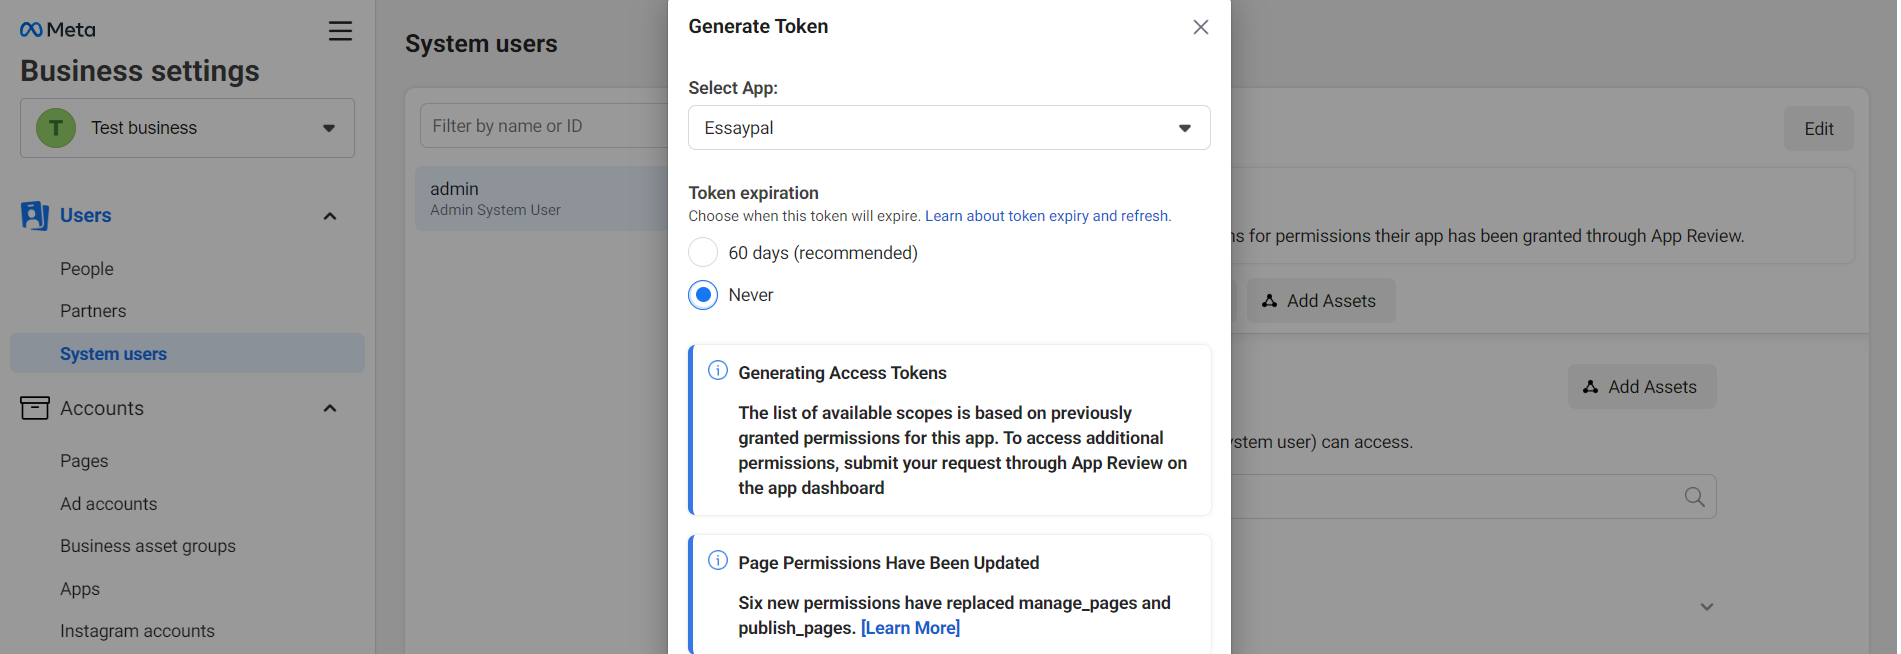 Meta
Business settings
T Test business
Users
People
Partners
System users
Accounts
Pages
Ad accounts
Business asset groups
Apps
Instagram accounts
System users
Filter by name or ID
admin
Admin System User
Generate Token
Select App:
Essaypal
Token expiration
Choose when this token will expire. Learn about token expiry and refresh.
60 days (recommended)
Never
Generating Access Tokens
The list of available scopes is based on previously
granted permissions for this app. To access additional
permissions, submit your request through App Review on
the app dashboard
Page Permissions Have Been Updated
Six new permissions have replaced manage_pages and
publish_pages. [Learn More]
Edit
for permissions their app has been granted through App Review.
Add Assets
Add Assets
user) can access.